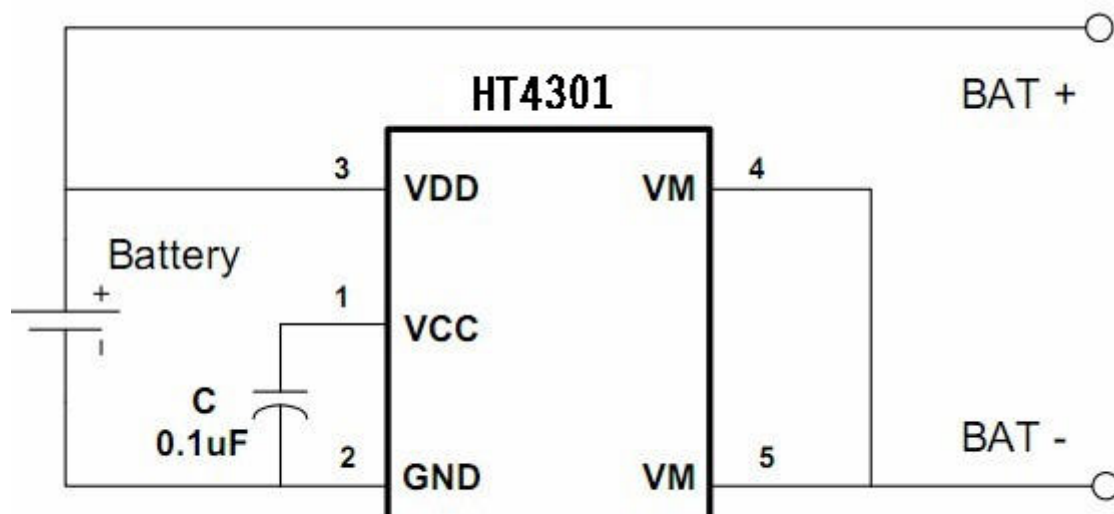 HT4301
BAT +
3 VDD VM 4
Battery
+
1 VCC
-
C
0.1uF
2 GND VM 5
BAT -